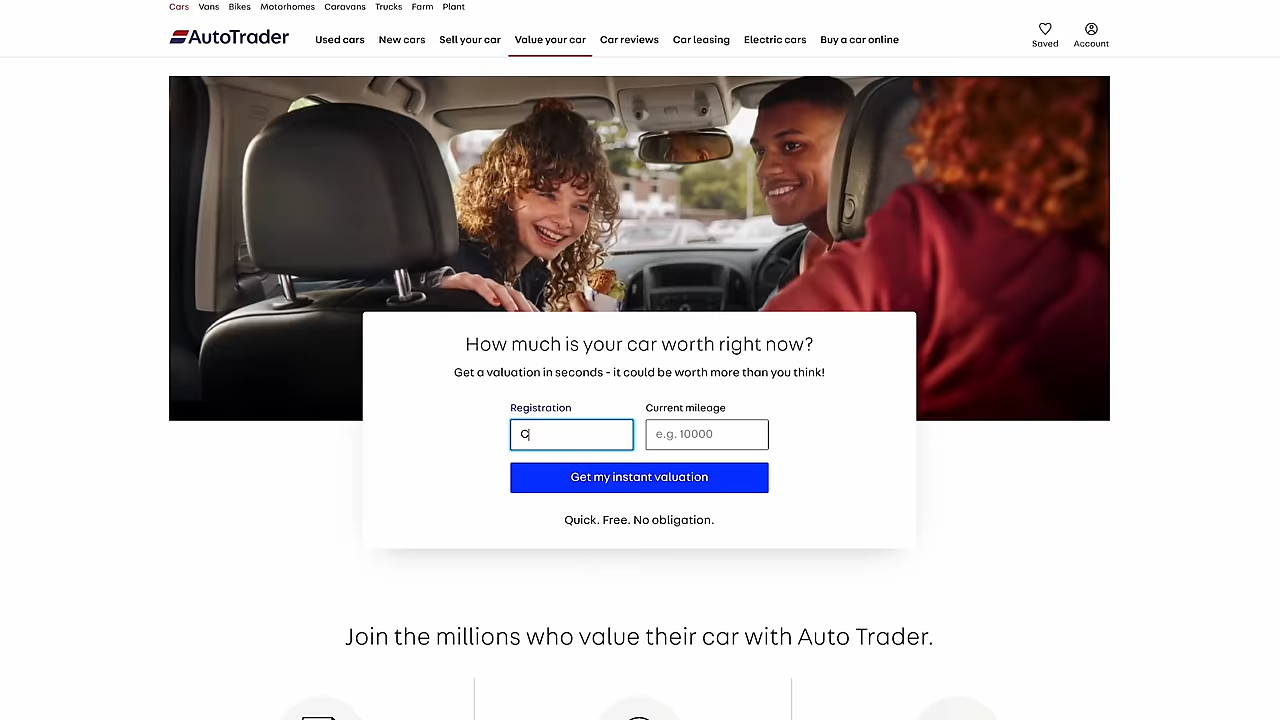 Cars Vans Bikes Motorhomes Caravans Trucks Farm Plant
AutoTrader Used cars New cars Sell your car Value your car Car reviews Car leasing Electric cars Buy a car online Saved Account
How much is your car worth right now?
Get a valuation in seconds - it could be worth more than you think!
Registration Current mileage
C e.g. 10000
Get my instant valuation
Quick. Free. No obligation.
Join the millions who value their car with Auto Trader.